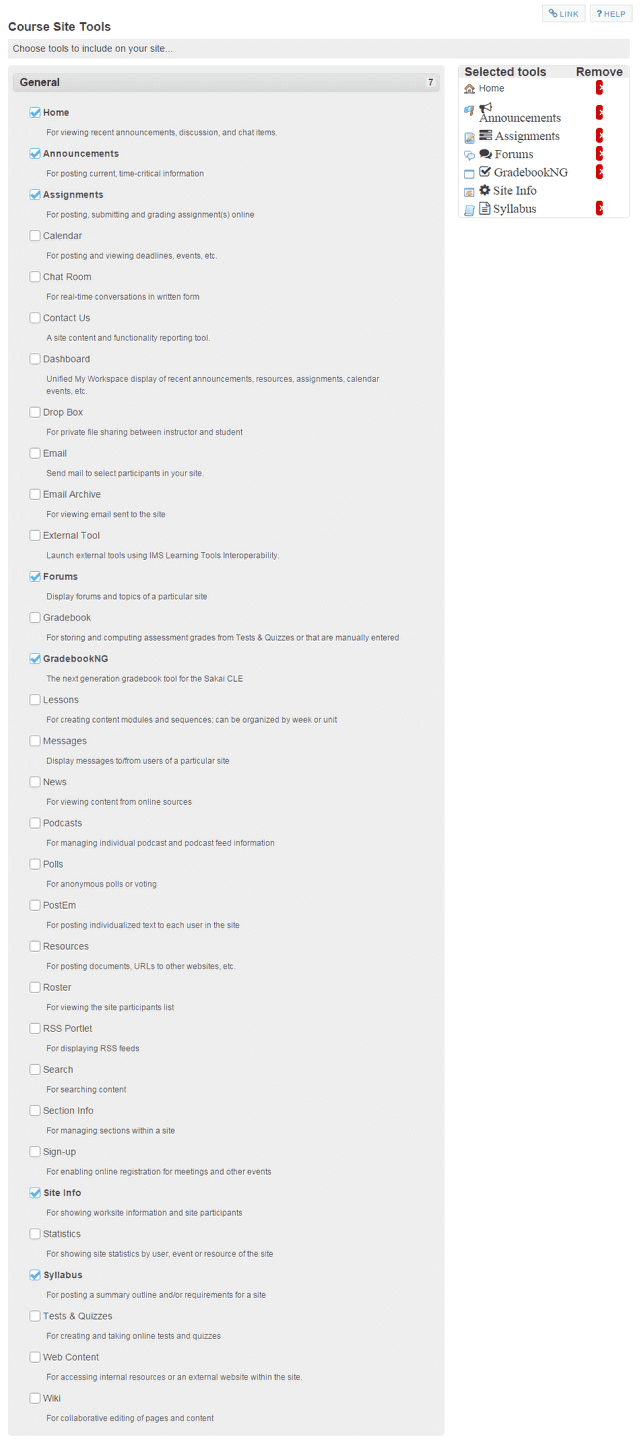 LINK
? HELP
Course Site Tools
Choose tools to include on your site...
General 7
Home
For viewing recent announcements, discussion, and chat items.
Announcements
For posting current, time-critical information
Assignments
For posting, submitting and grading assignment(s) online
Calendar
For posting and viewing deadlines, events, etc.
Chat Room
For real-time conversations in written form
Contact Us
A site content and functionality reporting tool.
Dashboard
Unified My Workspace display of recent announcements, resources, assignments, calendar
events, etc.
Drop Box
For private file sharing between instructor and student
Email
Send mail to select participants in your site.
Email Archive
For viewing email sent to the site
External Tool
Launch external tools using IMS Learning Tools Interoperability.
Forums
Display forums and topics of a particular site
Gradebook
For storing and computing assessment grades from Tests & Quizzes or that are manually entered
GradebookNG
The next generation gradebook tool for the Sakai CLE
Lessons
For creating content modules and sequences; can be organized by week or unit
Messages
Display messages to/from users of a particular site
News
For viewing content from online sources
Podcasts
For managing individual podcast and podcast feed information
Polls
For anonymous polls or voting
PostEm
For posting individualized text to each user in the site
Resources
For posting documents, URLs to other websites, etc.
Roster
For viewing the site participants list
RSS Portlet
For displaying RSS feeds
Search
For searching content
Section Info
For managing sections within a site
Sign-up
For enabling online registration for meetings and other events
Site Info
For showing worksite information and site participants
Statistics
For showing site statistics by user, event or resource of the site
Syllabus
For posting a summary outline and/or requirements for a site
Tests & Quizzes
For creating and taking online tests and quizzes
Web Content
For accessing internal resources or an external website within the site.
Wiki
For collaborative editing of pages and content
Selected tools Remove
Home
Announcements
Assignments
Forums
GradebookNG
Site Info
Syllabus